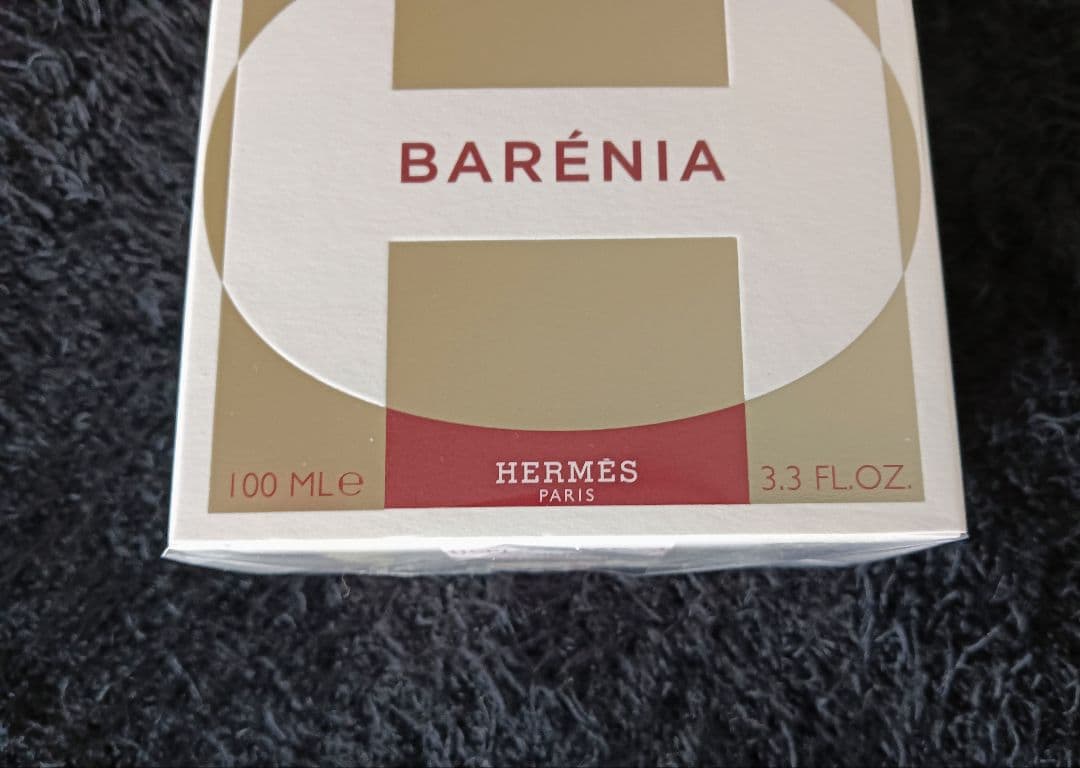 BARÉNIA
100 ML℮
HERMÈS
PARIS
3.3 FL.OZ.